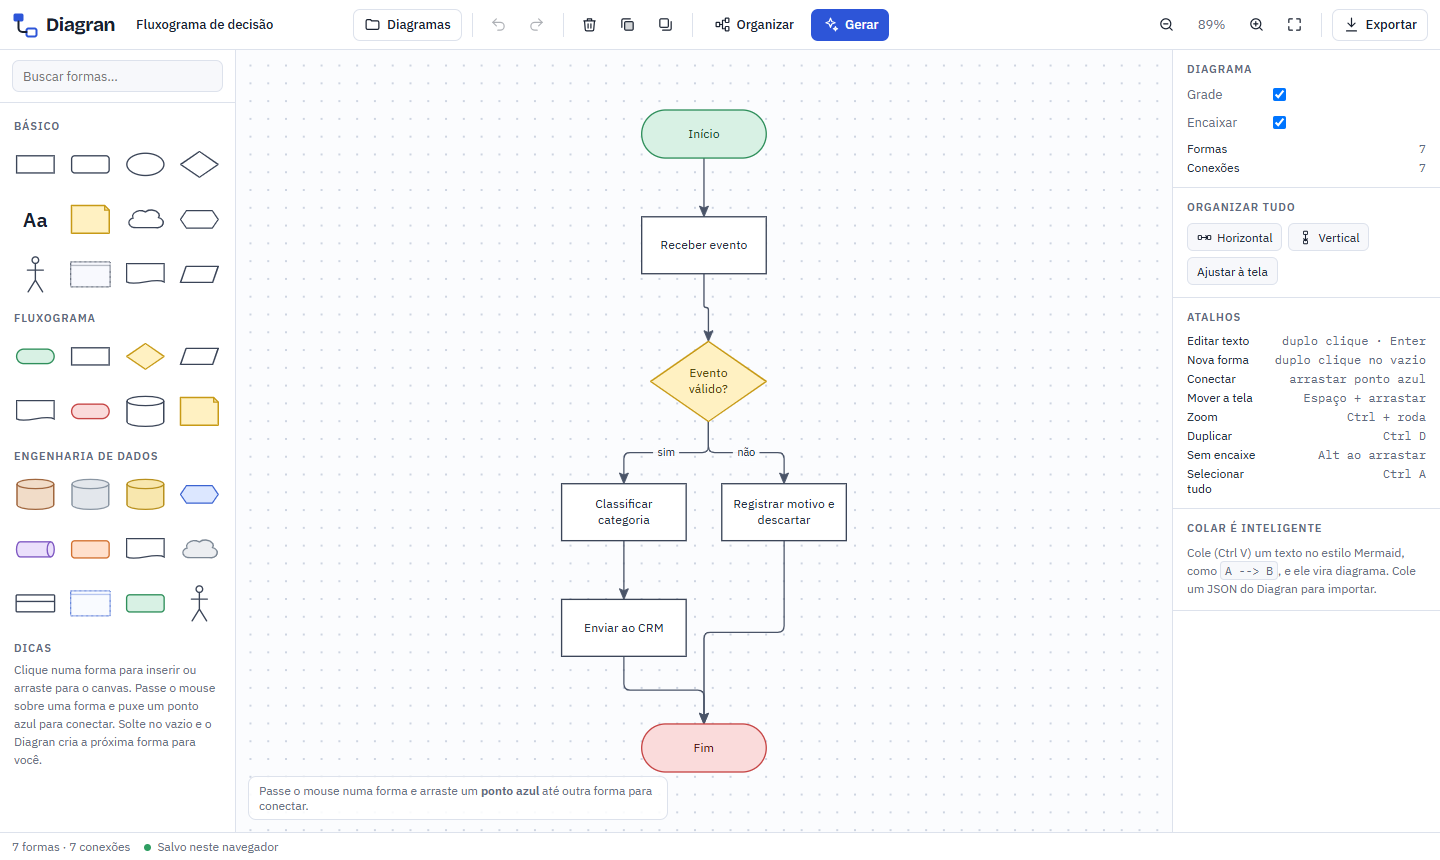 Diagran
Fluxograma de decisão
Diagramas
Organizar
Gerar
89%
Exportar
Buscar formas...
BÁSICO
Aa
FLUXOGRAMA
ENGENHARIA DE DADOS
DICAS
Clique numa forma para inserir ou
arraste para o canvas. Passe o mouse
sobre uma forma e puxe um ponto
azul para conectar. Solte no vazio e o
Diagran cria a próxima forma para
você.
Início
Receber evento
Evento
válido?
sim
não
Classificar
categoria
Registrar motivo e
descartar
Enviar ao CRM
Fim
Passe o mouse numa forma e arraste um ponto azul até outra forma para
conectar.
DIAGRAMA
Grade
Encaixar
Formas 7
Conexões 7
ORGANIZAR TUDO
Horizontal
Vertical
Ajustar à tela
ATALHOS
Editar texto duplo clique · Enter
Nova forma duplo clique no vazio
Conectar arrastar ponto azul
Mover a tela Espaço + arrastar
Zoom Ctrl + roda
Duplicar Ctrl D
Sem encaixe Alt ao arrastar
Selecionar Ctrl A
tudo
COLAR É INTELIGENTE
Cole (Ctrl V) um texto no estilo Mermaid,
como A --> B, e ele vira diagrama. Cole
um JSON do Diagran para importar.
7 formas · 7 conexões
Salvo neste navegador